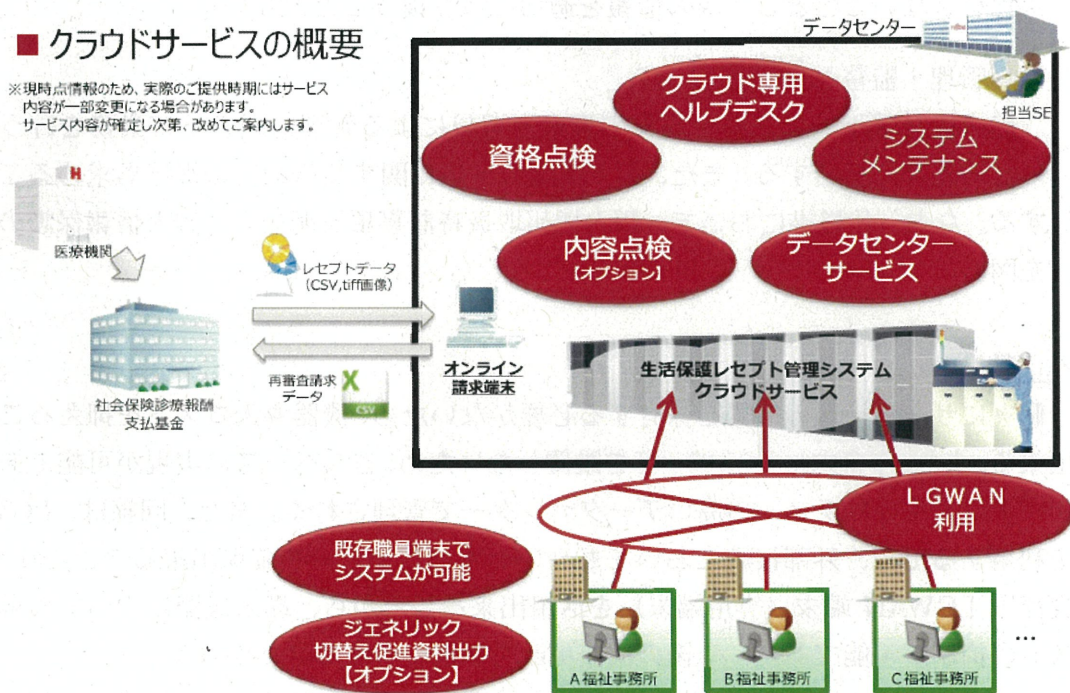 ■ クラウドサービスの概要
※現時点情報のため、実際のご提供時期にはサービス
内容が一部変更になる場合があります。
サービス内容が確定し次第、改めてご案内します。
データセンター
担当SE
クラウド専用
ヘルプデスク
資格点検
システム
メンテナンス
内容点検
【オプション】
データセンター
サービス
H
医療機関
レセプトデータ
(CSV,tiff画像)
オンライン
請求端末
生活保護レセプト管理システム
クラウドサービス
再審査請求
データ
X
CSV
社会保険診療報酬
支払基金
LGWAN
利用
既存職員端末で
システムが可能
ジェネリック
切替え促進資料出力
【オプション】
A福祉事務所
B福祉事務所
C福祉事務所
…